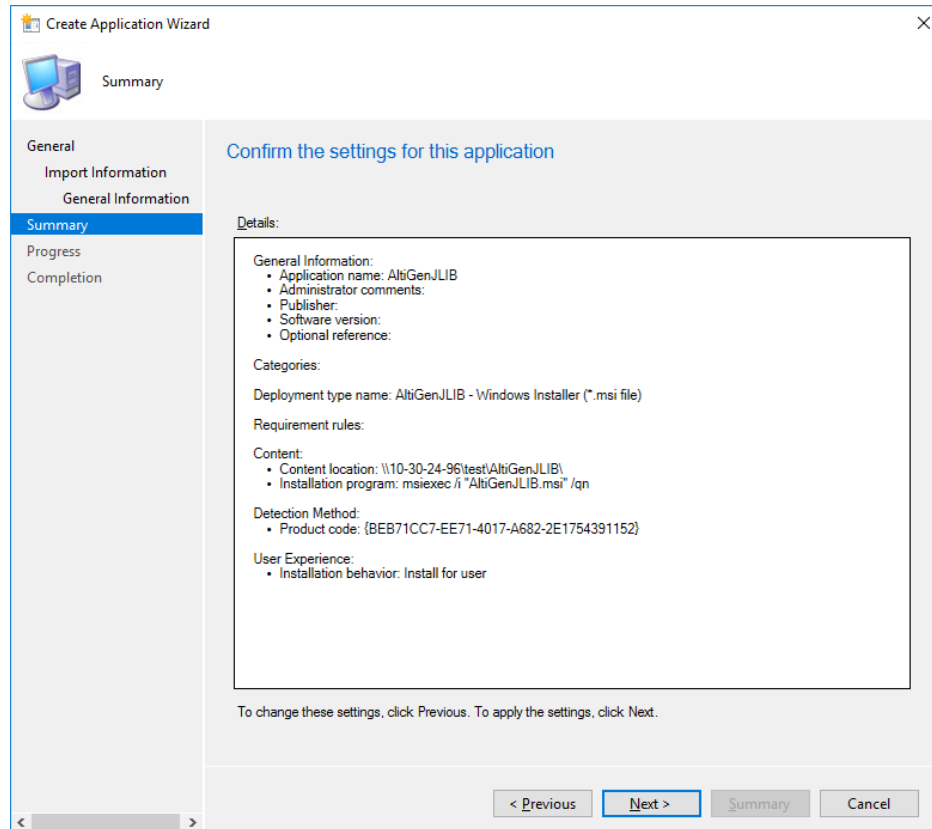 Create Application Wizard
Summary
General
Import Information
General Information
Summary
Progress
Completion
Confirm the settings for this application
Details:
General Information:
• Application name: AltiGenJLIB
• Administrator comments:
• Publisher:
• Software version:
• Optional reference:
Categories:
Deployment type name: AltiGenJLIB - Windows Installer (*.msi file)
Requirement rules:
Content:
• Content location: \\10-30-24-96\test\AltiGenJLIB\
• Installation program: msiexec /i "AltiGenJLIB.msi" /qn
Detection Method:
• Product code: {BEB71CC7-EE71-4017-A682-2E1754391152}
User Experience:
• Installation behavior: Install for user
To change these settings, click Previous. To apply the settings, click Next.
< Previous
Next >
Summary
Cancel